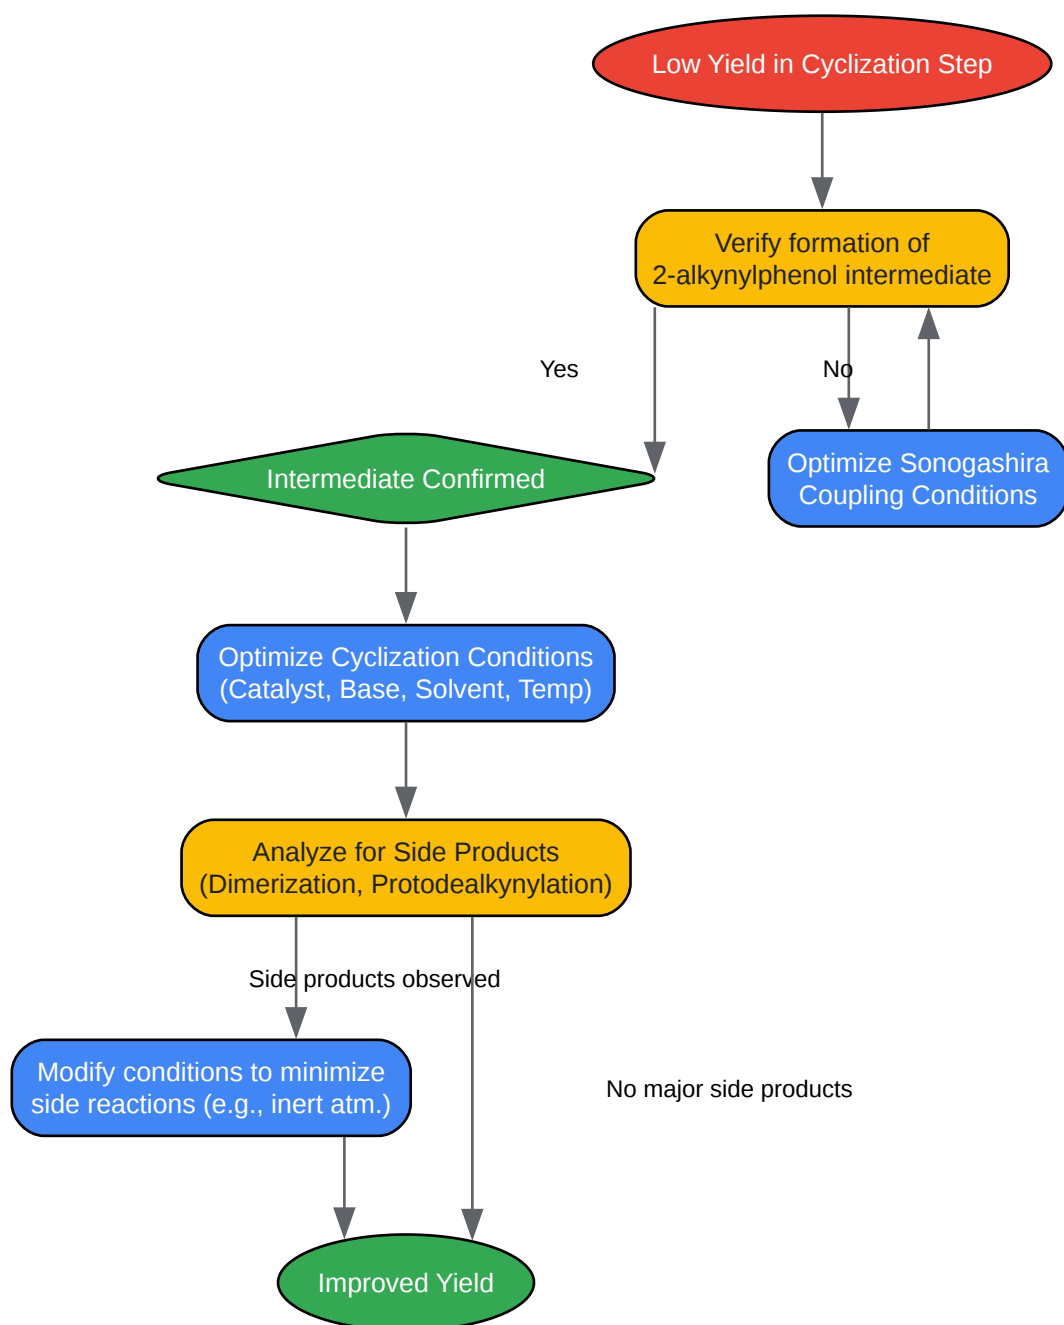 Low Yield in Cyclization Step
Verify formation of
2-alkynylphenol intermediate
Yes
No
Intermediate Confirmed
Optimize Sonogashira
Coupling Conditions
Optimize Cyclization Conditions
(Catalyst, Base, Solvent, Temp)
Analyze for Side Products
(Dimerization, Protodealkynylation)
Side products observed
Modify conditions to minimize
side reactions (e.g., inert atm.)
No major side products
Improved Yield